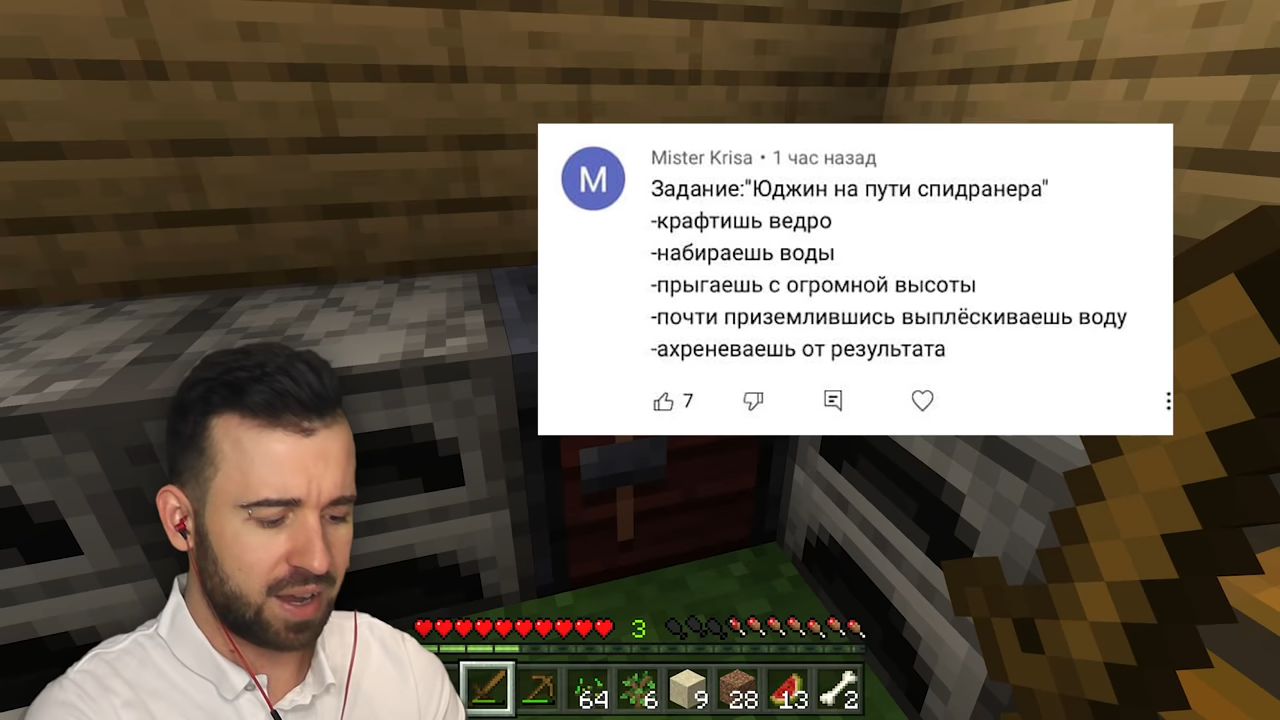 M
Mister Krisa • 1 час назад
Задание:"Юджин на пути спидранера"
-крафтишь ведро
-набираешь воды
-прыгаешь с огромной высоты
-почти приземлившись выплёскиваешь воду
-ахреневаешь от результата
7
3
64 6 9 28 13 2